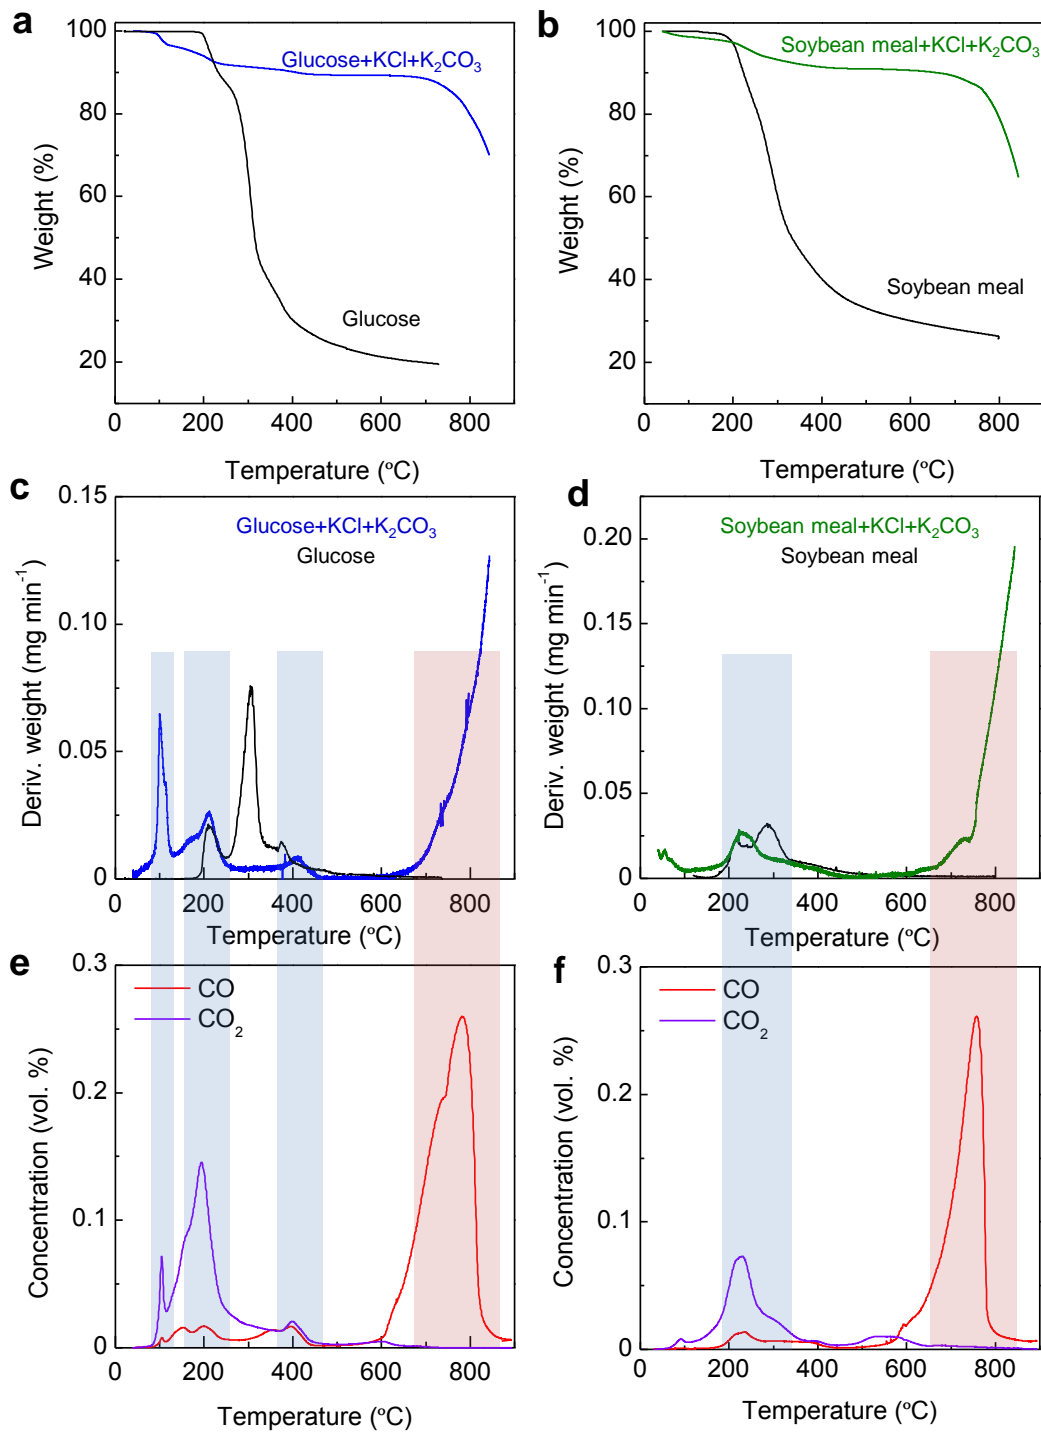 a
100
80
60
40
20
0 200 400 600 800
Weight (%)
Temperature (ºC)
Glucose+KCl+K₂CO₃
Glucose
b
100
80
60
40
20
0 200 400 600 800
Weight (%)
Temperature (ºC)
Soybean meal+KCl+K₂CO₃
Soybean meal
c
0.15
0.10
0.05
0
0 200 400 600 800
Deriv. weight (mg min⁻¹)
Temperature (ºC)
Glucose+KCl+K₂CO₃
Glucose
d
0.20
0.15
0.10
0.05
0
0 200 400 600 800
Deriv. weight (mg min⁻¹)
Temperature (ºC)
Soybean meal+KCl+K₂CO₃
Soybean meal
e
0.3
0.2
0.1
0
0 200 400 600 800
Concentration (vol. %)
Temperature (ºC)
CO
CO₂
f
0.3
0.2
0.1
0
0 200 400 600 800
Concentration (vol. %)
Temperature (ºC)
CO
CO₂